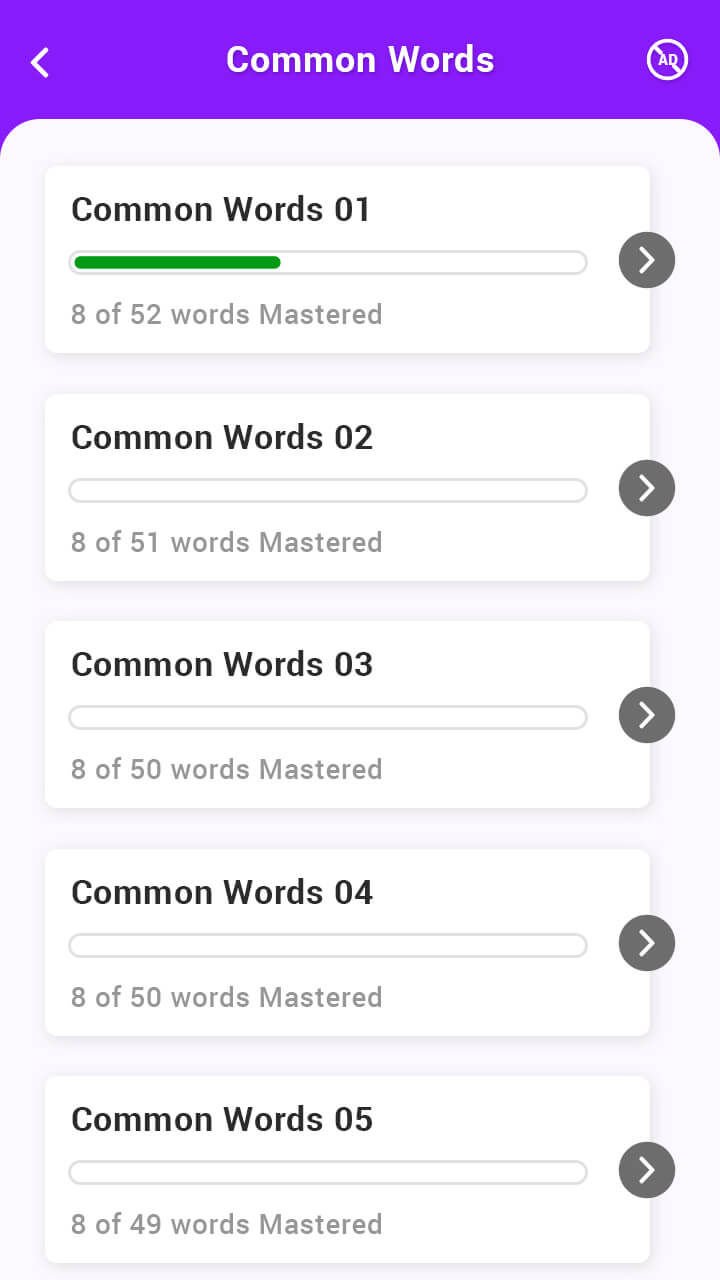 Common Words
AD
Common Words 01
8 of 52 words Mastered
Common Words 02
8 of 51 words Mastered
Common Words 03
8 of 50 words Mastered
Common Words 04
8 of 50 words Mastered
Common Words 05
8 of 49 words Mastered